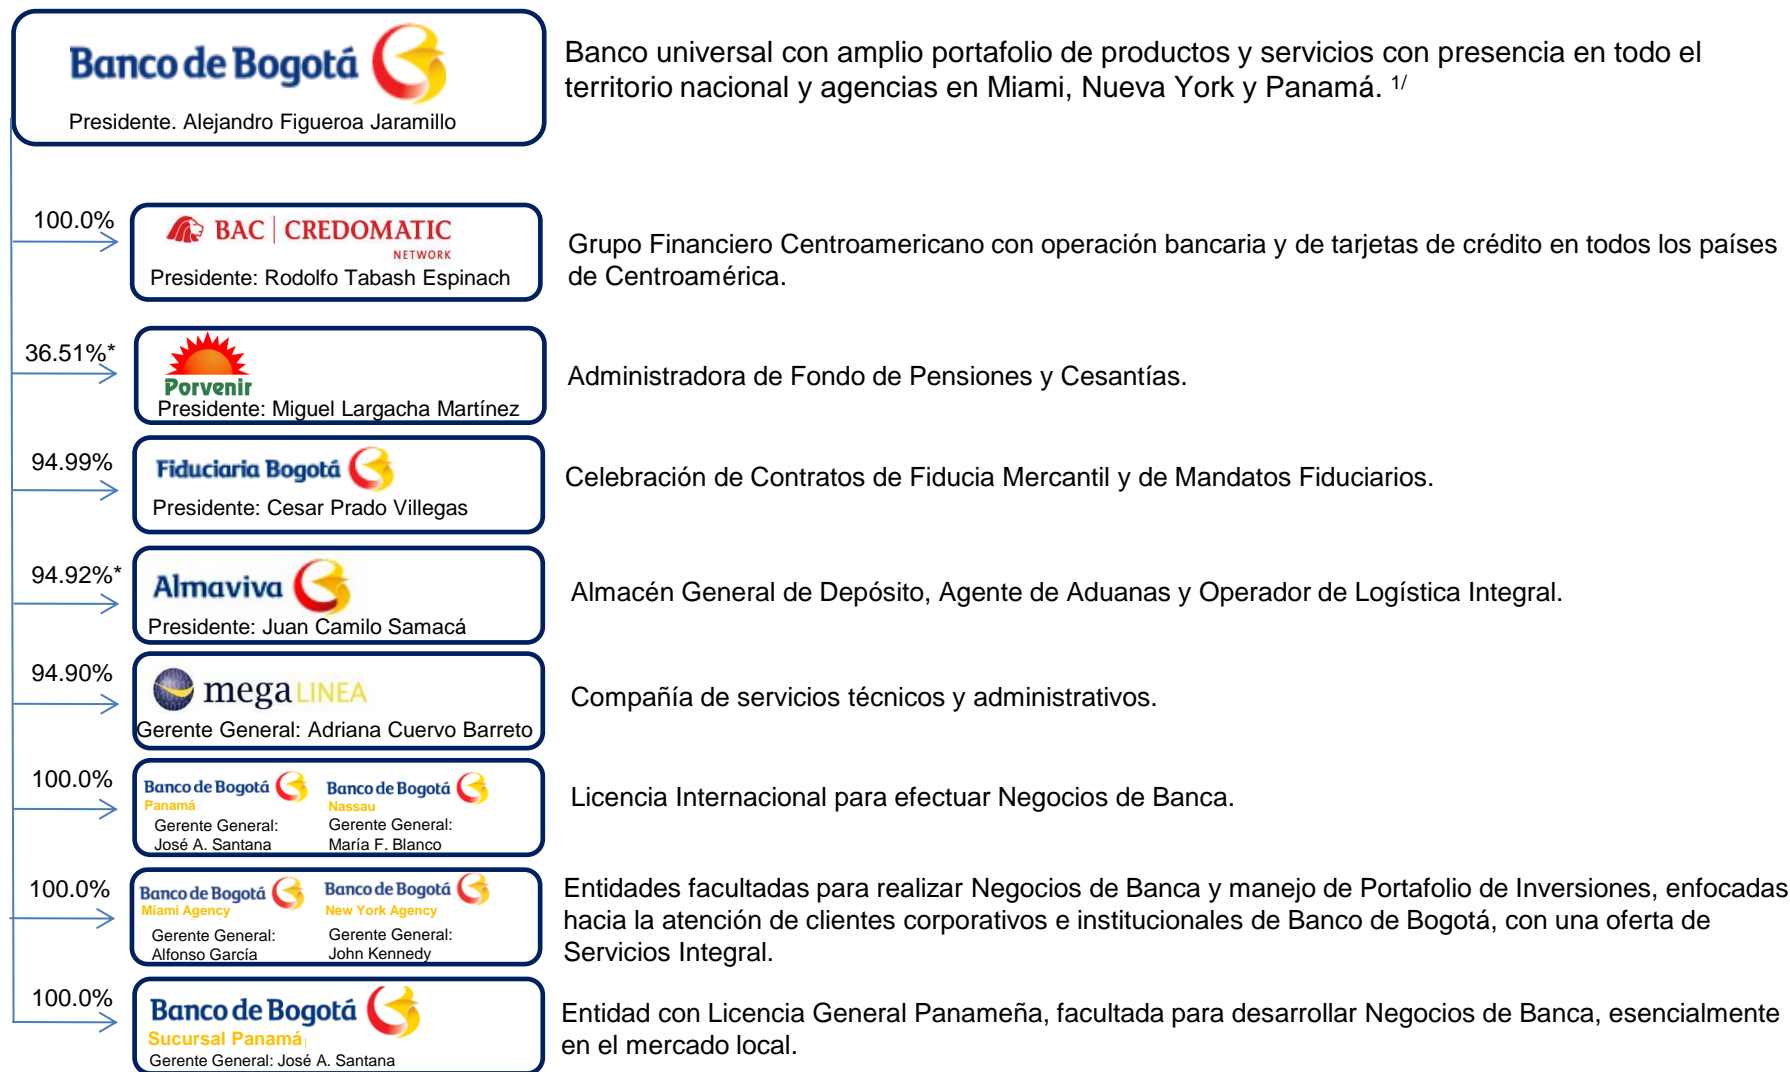 Banco de Bogotá
Presidente. Alejandro Figueroa Jaramillo
Banco universal con amplio portafolio de productos y servicios con presencia en todo el
territorio nacional y agencias en Miami, Nueva York y Panamá. 1/
100.0%
BAC | CREDOMATIC
NETWORK
Presidente: Rodolfo Tabash Espinach
Grupo Financiero Centroamericano con operación bancaria y de tarjetas de crédito en todos los países
de Centroamérica.
36.51%*
Porvenir
Presidente: Miguel Largacha Martínez
Administradora de Fondo de Pensiones y Cesantías.
94.99%
Fiduciaria Bogotá
Presidente: Cesar Prado Villegas
Celebración de Contratos de Fiducia Mercantil y de Mandatos Fiduciarios.
94.92%*
Almaviva
Presidente: Juan Camilo Samacá
Almacén General de Depósito, Agente de Aduanas y Operador de Logística Integral.
94.90%
mega LINEA
Gerente General: Adriana Cuervo Barreto
Compañía de servicios técnicos y administrativos.
100.0%
Banco de Bogotá
Panamá
Gerente General:
José A. Santana
Banco de Bogotá
Nassau
Gerente General:
María F. Blanco
Licencia Internacional para efectuar Negocios de Banca.
100.0%
Banco de Bogotá
Miami Agency
Gerente General:
Alfonso García
Banco de Bogotá
New York Agency
Gerente General:
John Kennedy
Entidades facultadas para realizar Negocios de Banca y manejo de Portafolio de Inversiones, enfocadas
hacia la atención de clientes corporativos e institucionales de Banco de Bogotá, con una oferta de
Servicios Integral.
100.0%
Banco de Bogotá
Sucursal Panamá
Gerente General: José A. Santana
Entidad con Licencia General Panameña, facultada para desarrollar Negocios de Banca, esencialmente
en el mercado local.